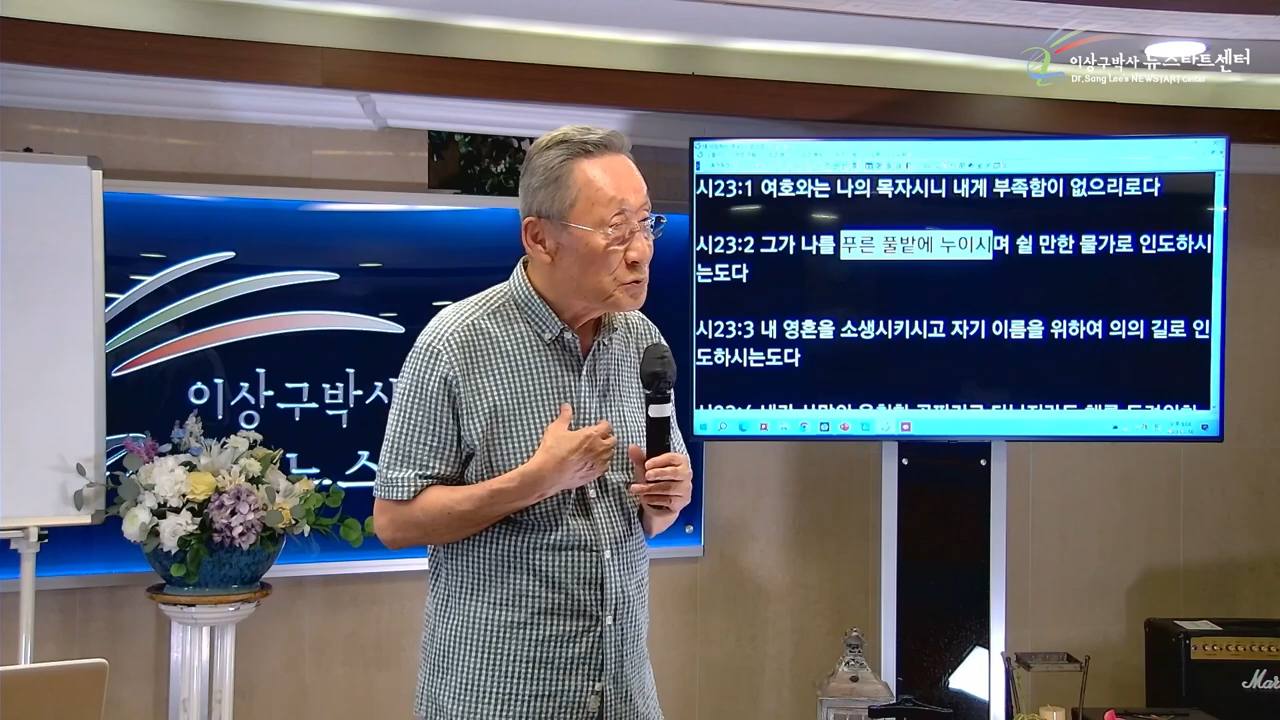 이상구박사 뉴스타트센터
Dr.Sang Lee's NEWSTART Center
시23:1 여호와는 나의 목자시니 내게 부족함이 없으리로다
시23:2 그가 나를 푸른 풀밭에 누이시며 쉴 만한 물가로 인도하시
는도다
시23:3 내 영혼을 소생시키시고 자기 이름을 위하여 의의 길로 인
도하시는도다
이상구박사
뉴스